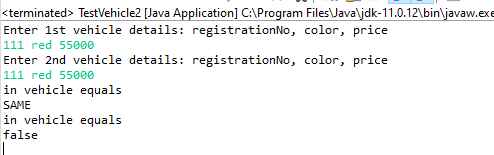 <terminated> TestVehicle2 [Java Application] C:\Program Files\Java\jdk-11.0.12\bin\javaw.exe
Enter 1st vehicle details: registrationNo, color, price
111 red 55000
Enter 2nd vehicle details: registrationNo, color, price
111 red 55000
in vehicle equals
SAME
in vehicle equals
false